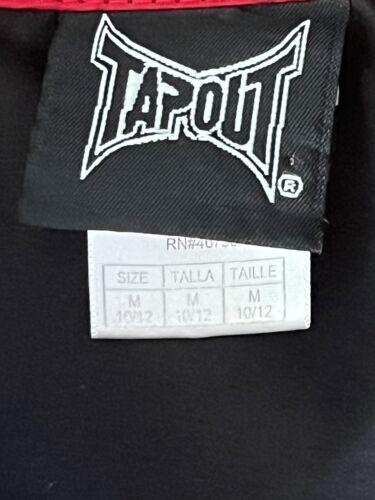 TAPOUT
®
SIZE TALLA TAILLE
M M M
10/12 10/12 10/12